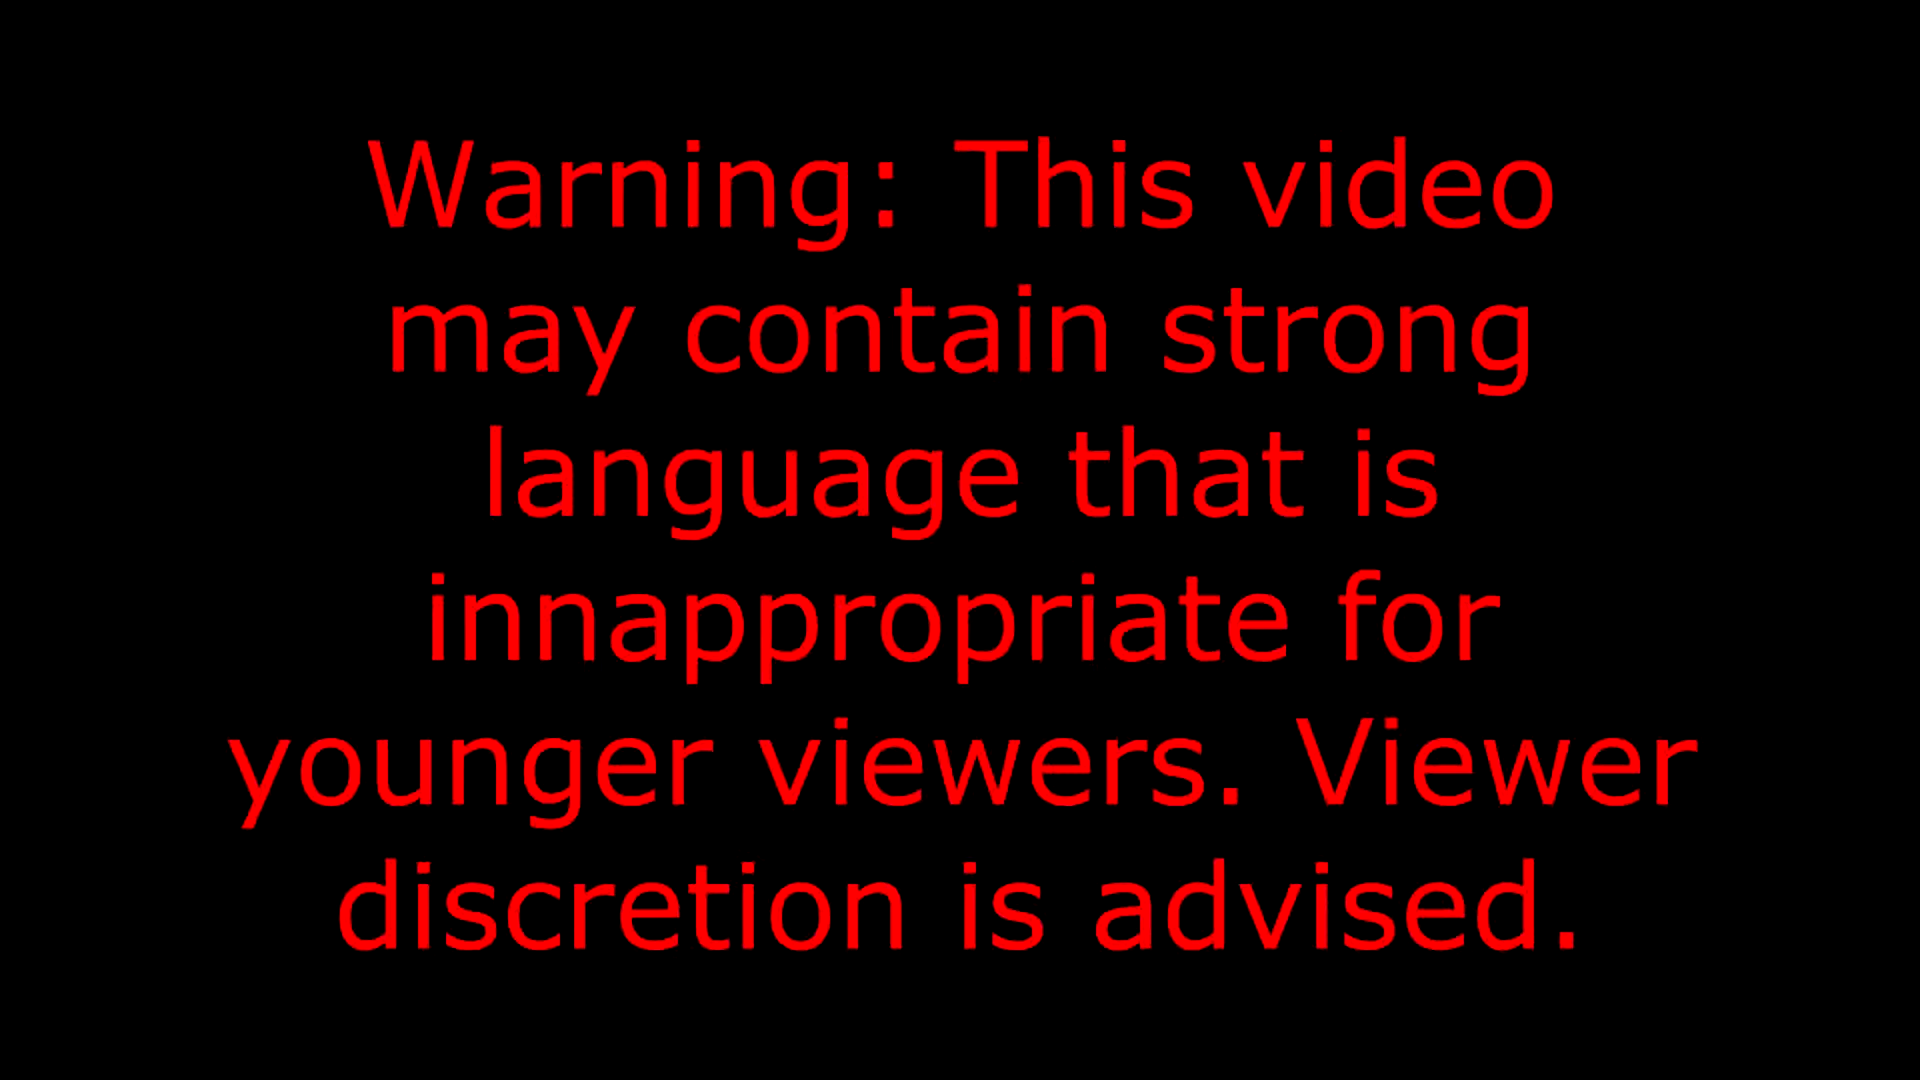 Warning: This video
may contain strong
language that is
innappropriate for
younger viewers. Viewer
discretion is advised.